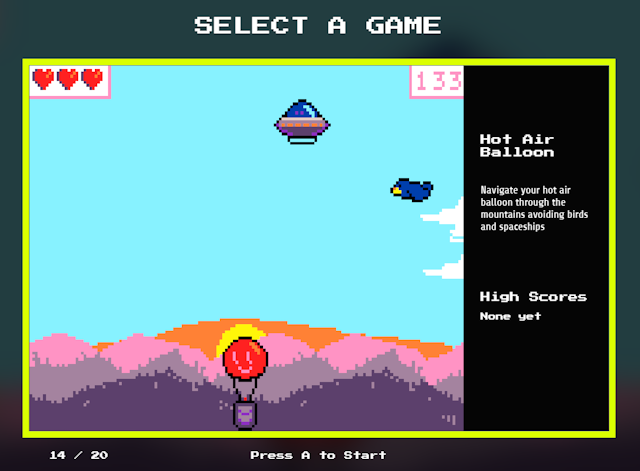 SELECT A GAME
133
Hot Air
Balloon
Navigate your hot air
balloon through the
mountains avoiding birds
and spaceships
High Scores
None yet
14 / 20
Press A to Start